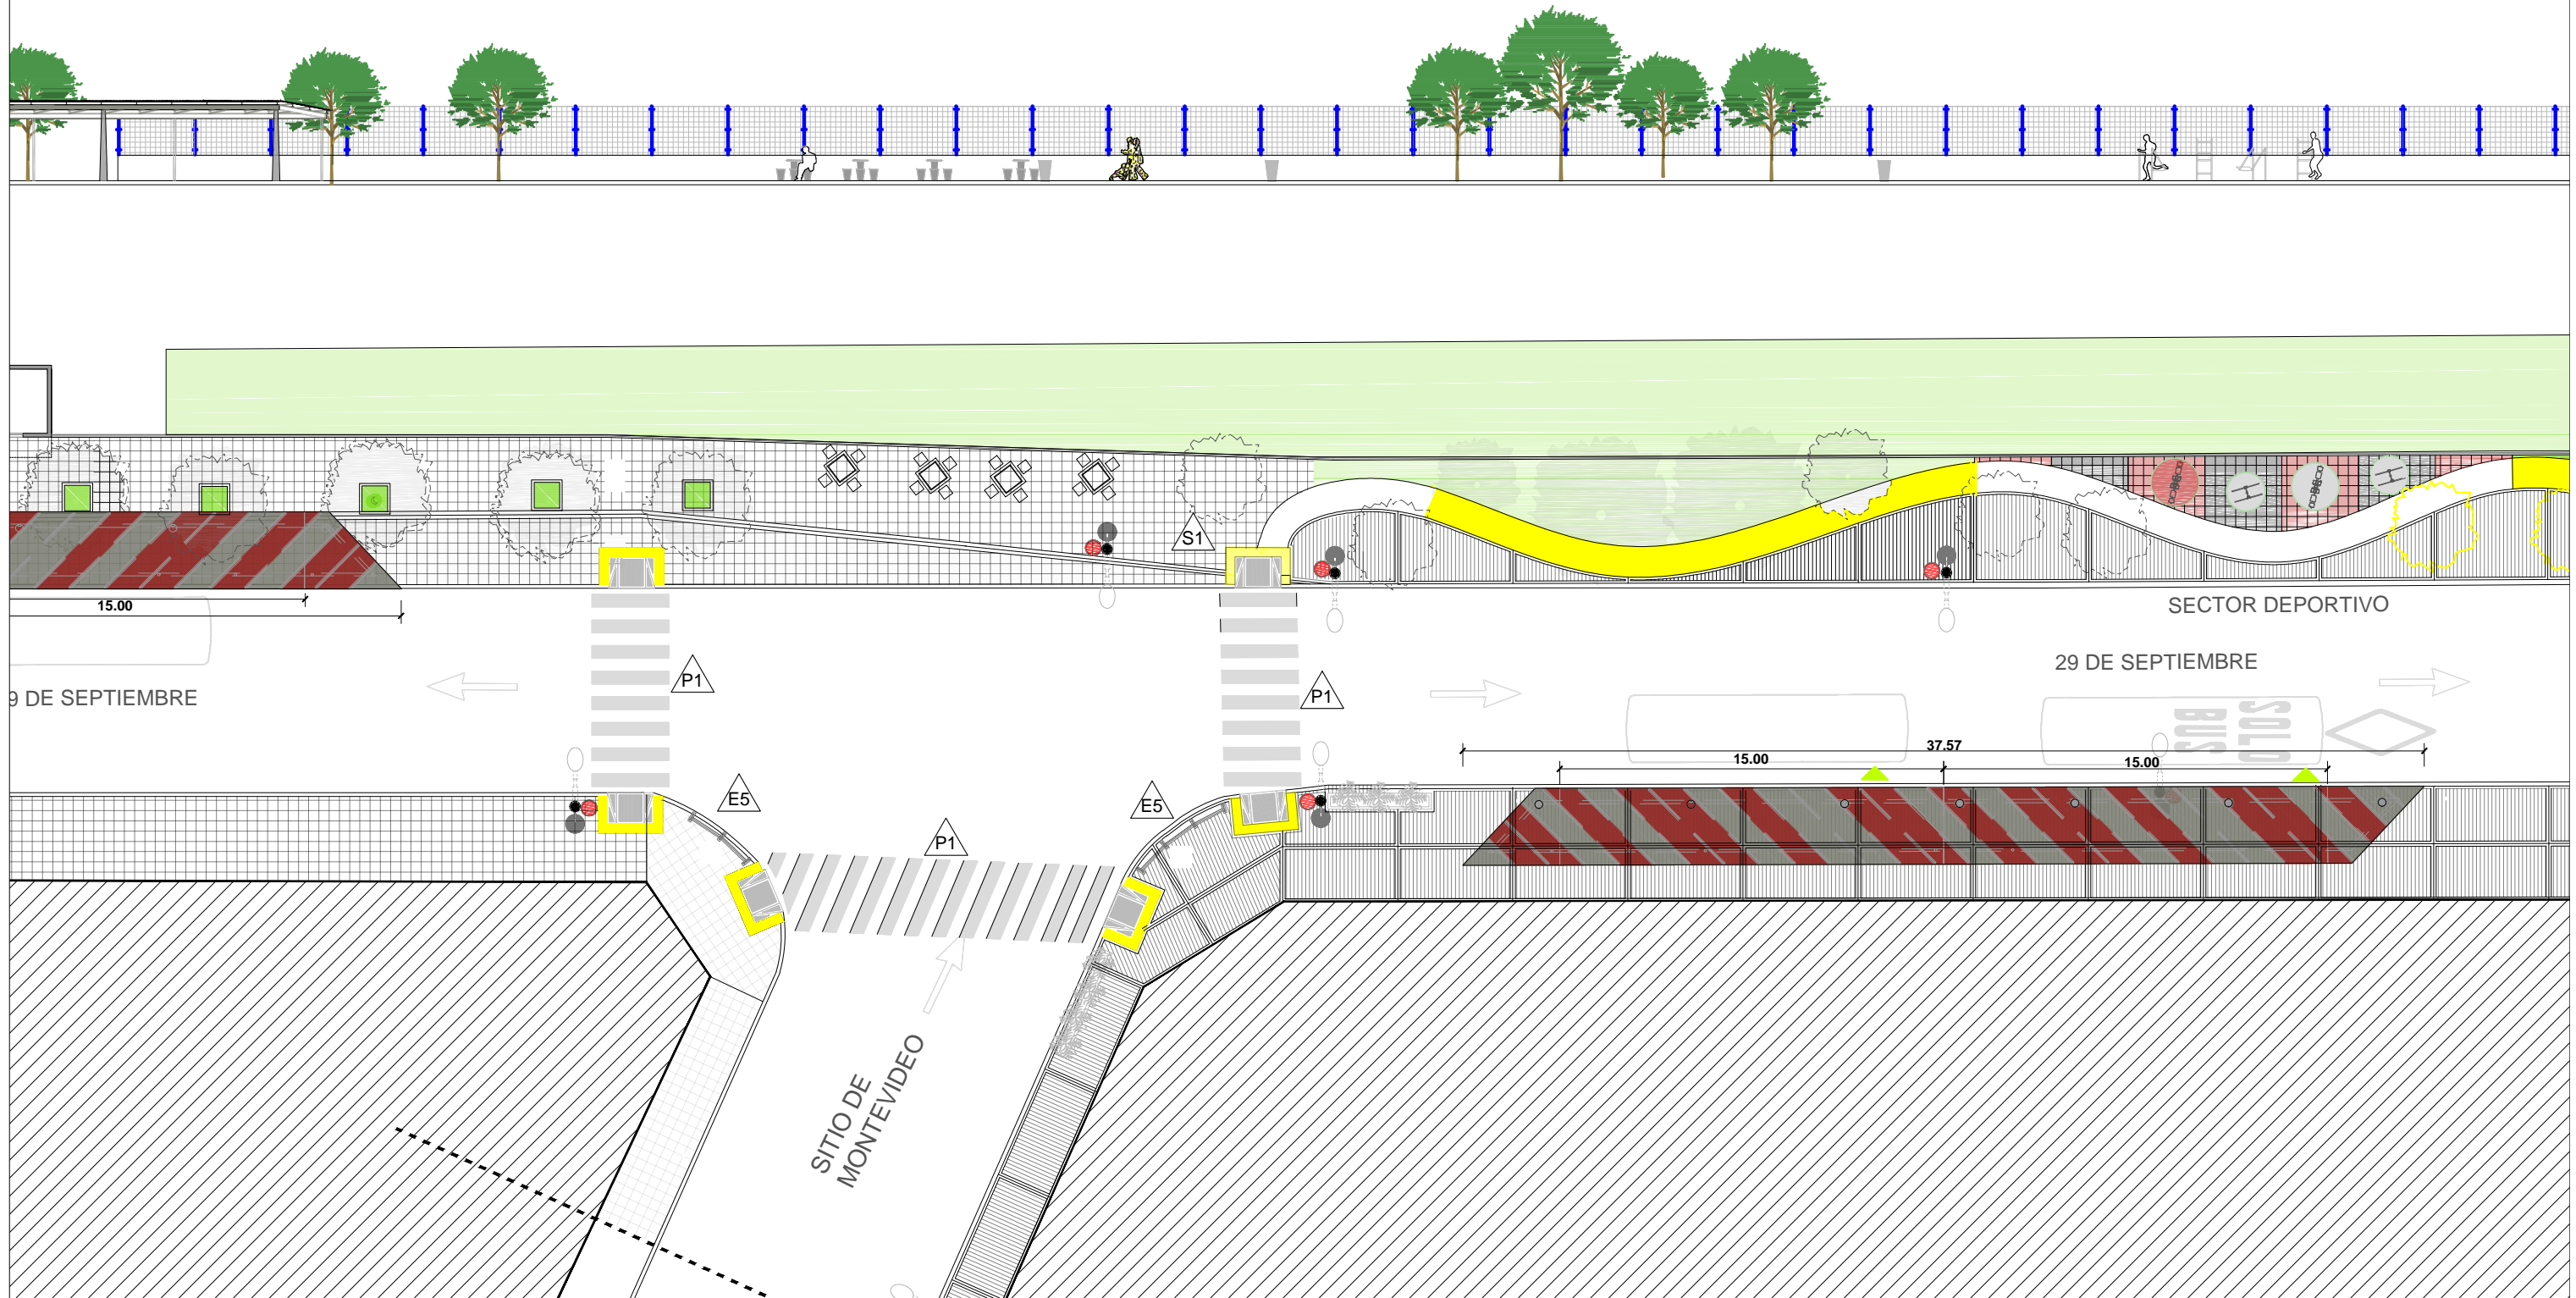 S1
15.00
SECTOR DEPORTIVO
29 DE SEPTIEMBRE
9 DE SEPTIEMBRE
P1
P1
SOLO
BUS
37.57
15.00
15.00
E5
E5
P1
SITIO DE
MONTEVIDEO